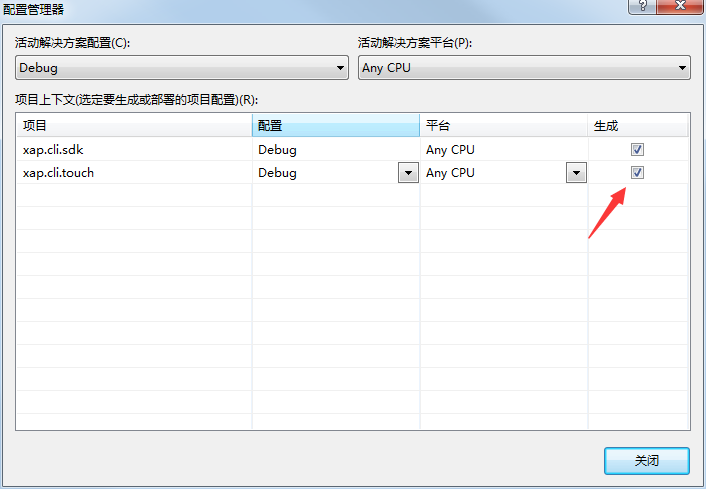 配置管理器
?
活动解决方案配置(C):
活动解决方案平台(P):
Debug
Any CPU
项目上下文(选定要生成或部署的项目配置)(R):
项目 配置 平台 生成
xap.cli.sdk Debug Any CPU
xap.cli.touch Debug Any CPU
关闭